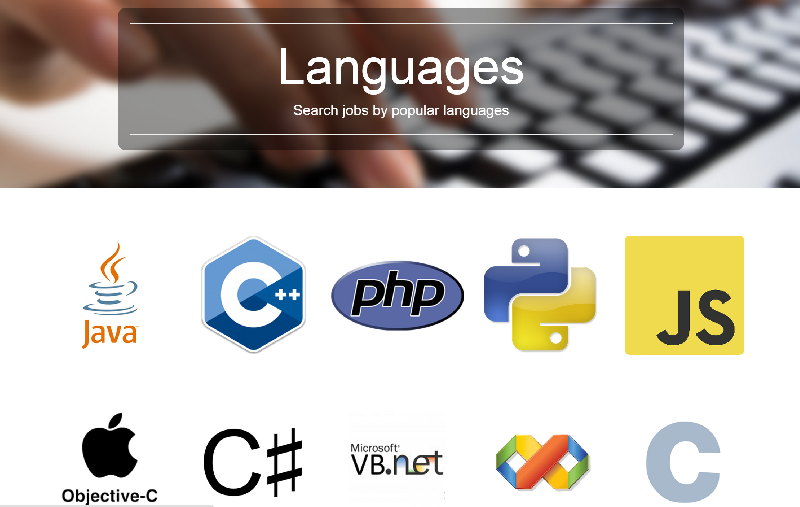 Languages
Search jobs by popular languages
Java
C++
php
JS
Objective-C
C#
Microsoft
VB.net
C